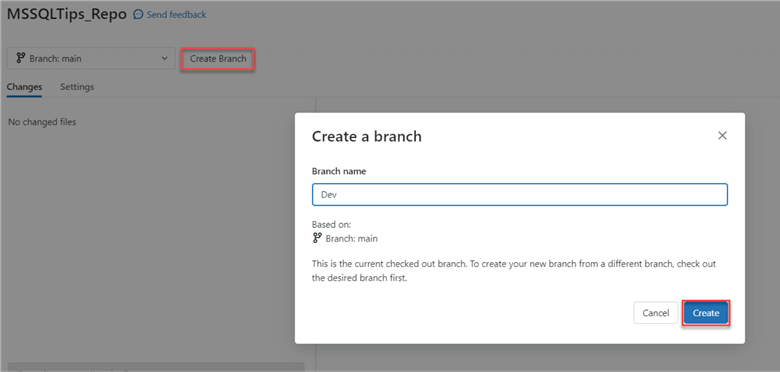 MSSQLTips_Repo Send feedback
Branch: main Create Branch
Changes Settings
No changed files
Create a branch
Branch name
Dev
Based on:
Branch: main
This is the current checked out branch. To create your new branch from a different branch, check out
the desired branch first.
Cancel Create